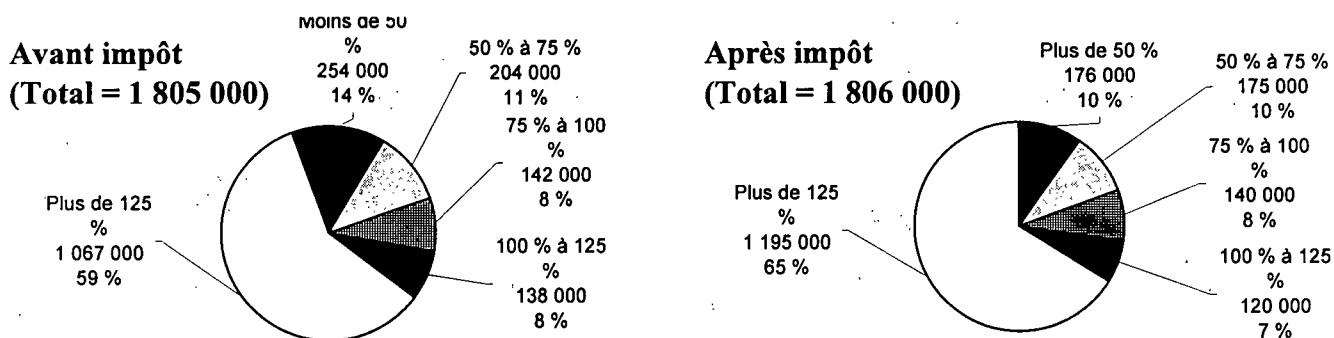 Avant impôt
(Total = 1 805 000)
Moins de 50
%
254 000
14 %
50 % à 75 %
204 000
11 %
75 % à 100
%
142 000
8 %
100 % à 125
%
138 000
8 %
Plus de 125
%
1 067 000
59 %
Après impôt
(Total = 1 806 000)
Plus de 50 %
176 000
10 %
50 % à 75 %
175 000
10 %
75 % à 100
%
140 000
8 %
100 % à 125
%
120 000
7 %
Plus de 125
%
1 195 000
65 %